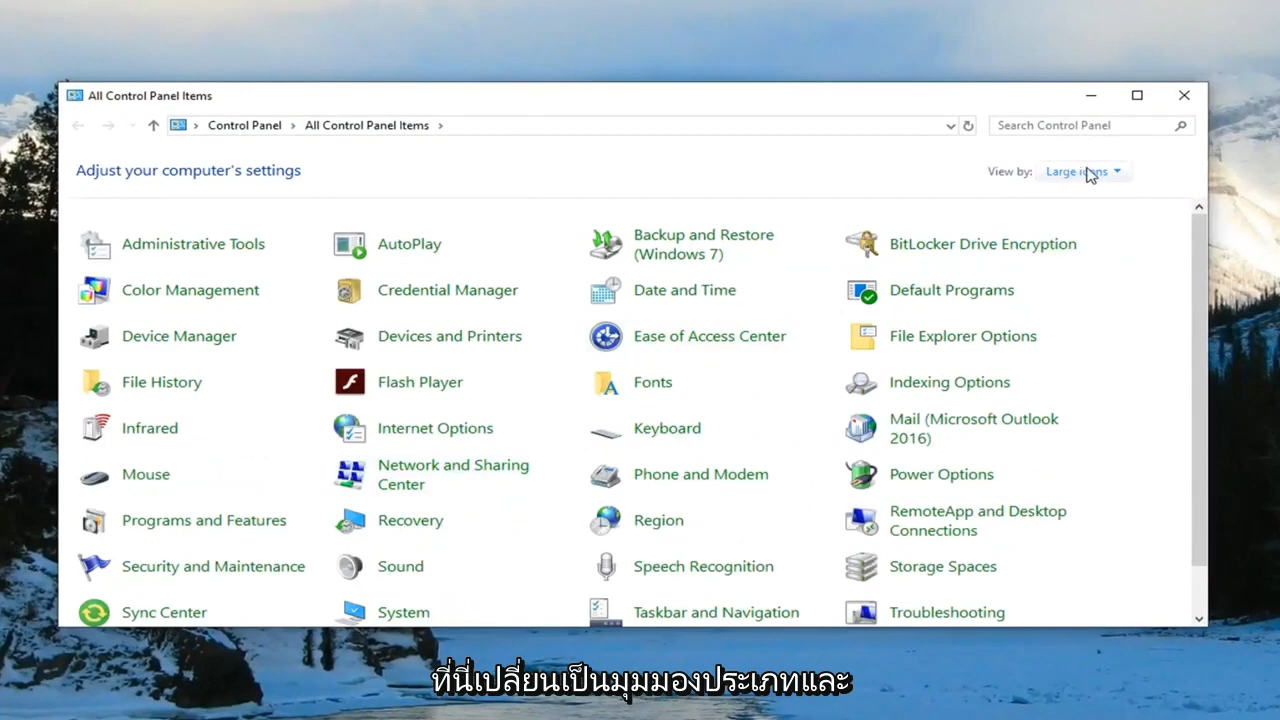 All Control Panel Items
Control Panel > All Control Panel Items >
Search Control Panel
Adjust your computer's settings
View by: Large icons
Administrative Tools
AutoPlay
Backup and Restore
(Windows 7)
BitLocker Drive Encryption
Color Management
Credential Manager
Date and Time
Default Programs
Device Manager
Devices and Printers
Ease of Access Center
File Explorer Options
File History
Flash Player
Fonts
Indexing Options
Infrared
Internet Options
Keyboard
Mail (Microsoft Outlook
2016)
Mouse
Network and Sharing
Center
Phone and Modem
Power Options
Programs and Features
Recovery
Region
RemoteApp and Desktop
Connections
Security and Maintenance
Sound
Speech Recognition
Storage Spaces
Sync Center
System
Taskbar and Navigation
Troubleshooting
ที่นี่เปลี่ยนเป็นมุมมองประเภทและ